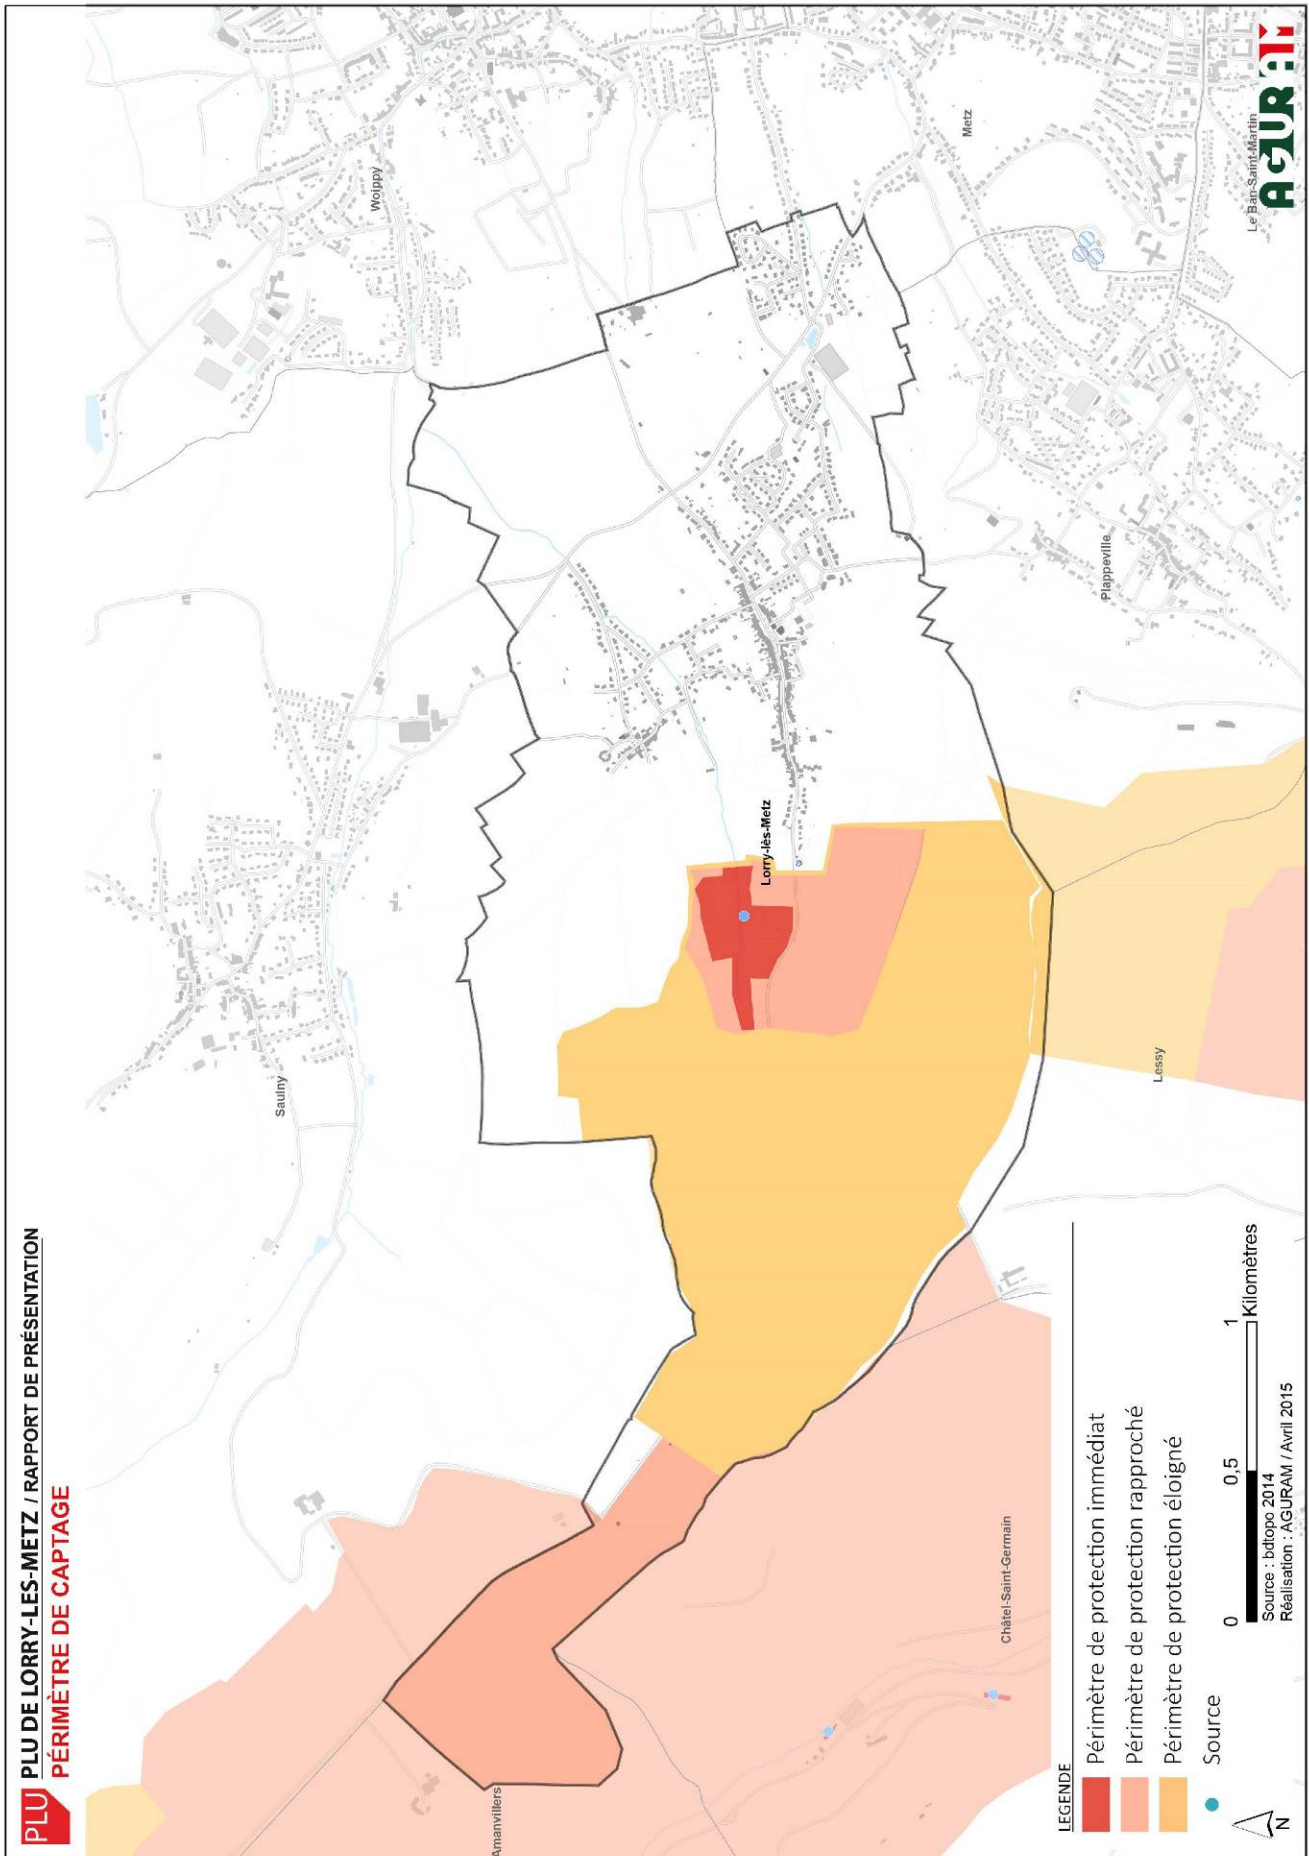 PLU PLU DE LORRY-LES-METZ / RAPPORT DE PRÉSENTATION
PÉRIMÈTRE DE CAPTAGE
Woippy
Metz
Le Ban-Saint-Martin
AGURAM
Saulny
Plappeville
Lorry-lès-Metz
Lessy
Châtel-Saint-Germain
Amanvillers
LEGENDE
Périmètre de protection immédiat
Périmètre de protection rapproché
Périmètre de protection éloigné
Source
N
0 0,5 1 Kilomètres
Source : bdtopo 2014
Réalisation : AGURAM / Avril 2015